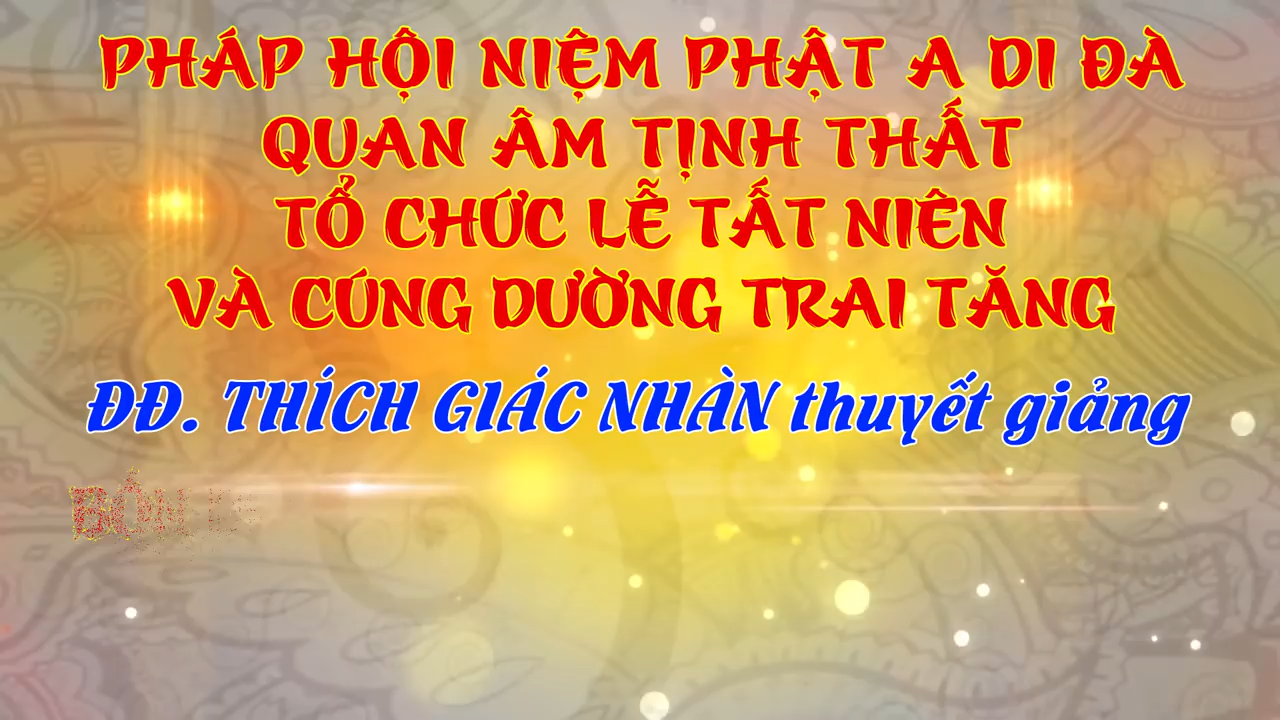 PHÁP HỘI NIỆM PHẬT A DI ĐÀ
QUAN ÂM TỊNH THẤT
TỔ CHỨC LỄ TẤT NIÊN
VÀ CÚNG DƯỜNG TRAI TĂNG
ĐĐ. THÍCH GIÁC NHÀN thuyết giảng